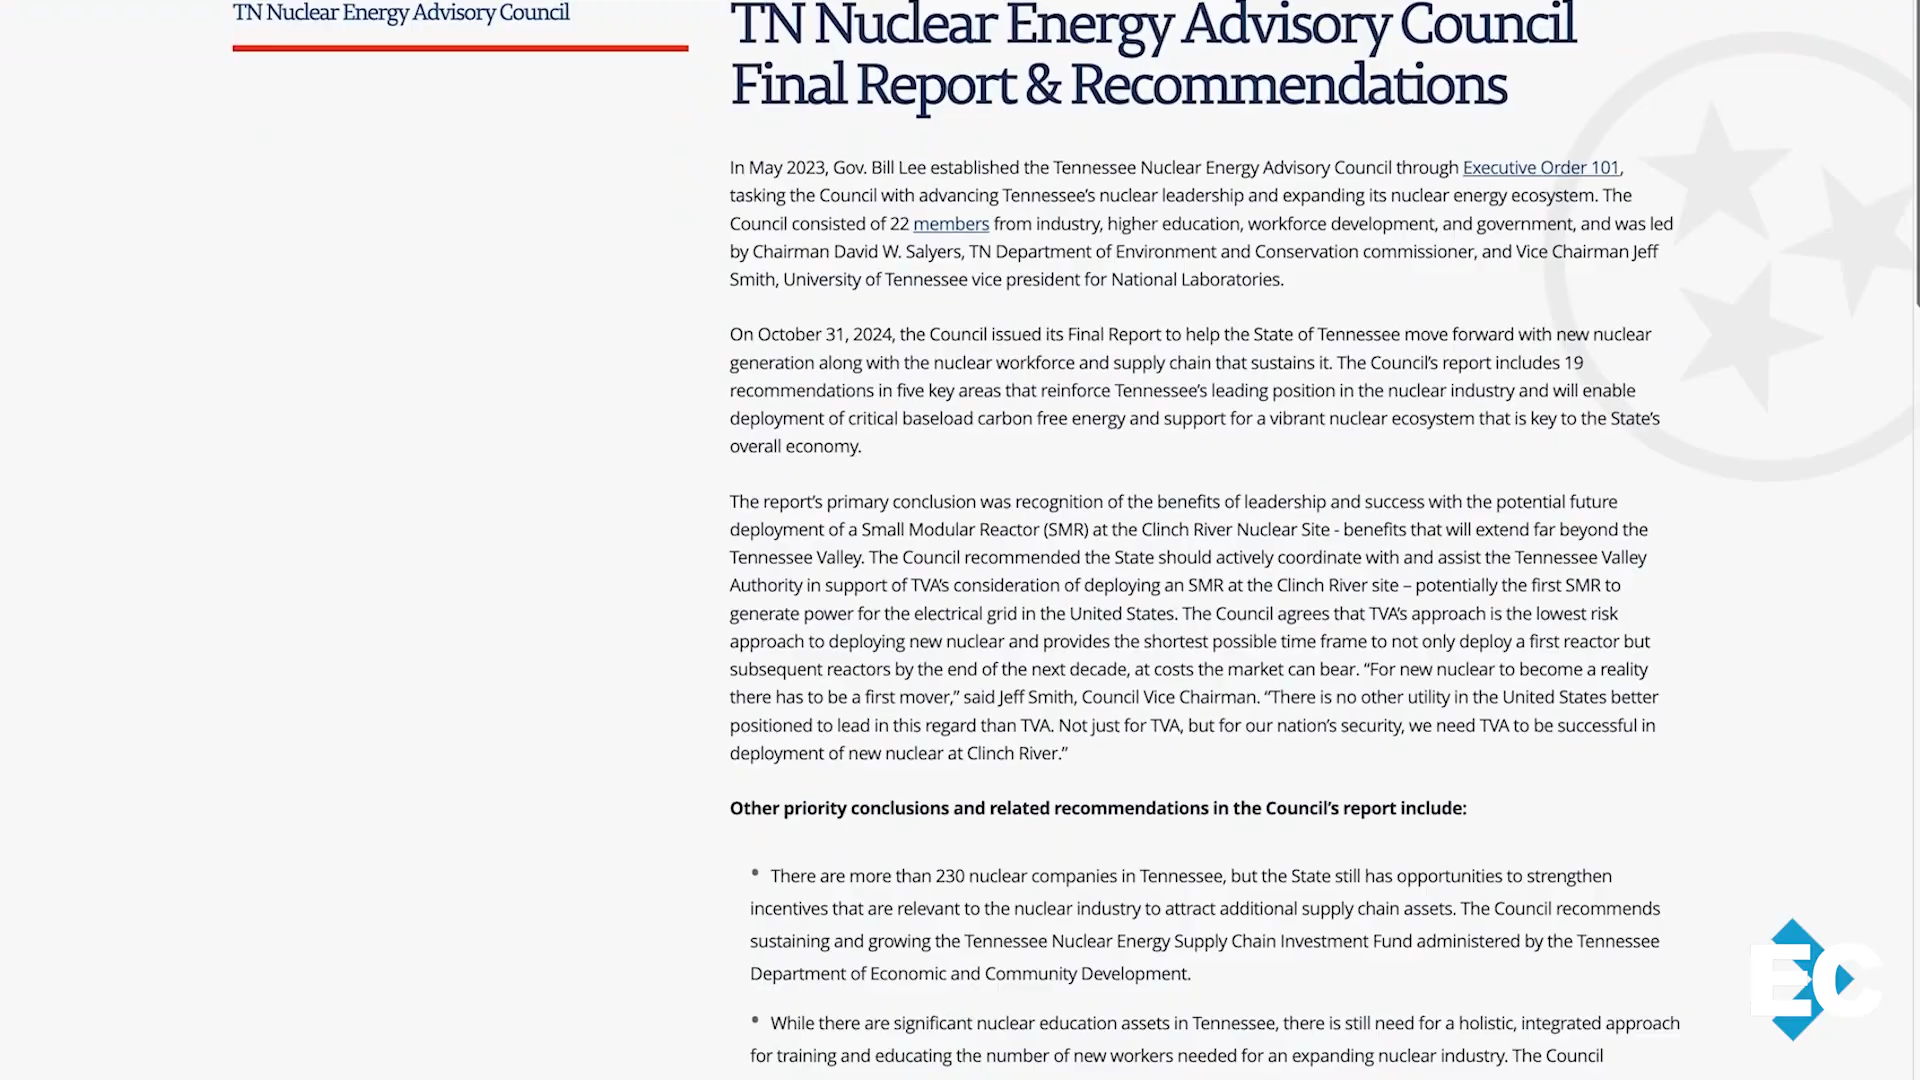 TN Nuclear Energy Advisory Council
TN Nuclear Energy Advisory Council
Final Report & Recommendations
In May 2023, Gov. Bill Lee established the Tennessee Nuclear Energy Advisory Council through Executive Order 101,
tasking the Council with advancing Tennessee’s nuclear leadership and expanding its nuclear energy ecosystem. The
Council consisted of 22 members from industry, higher education, workforce development, and government, and was led
by Chairman David W. Salyers, TN Department of Environment and Conservation commissioner, and Vice Chairman Jeff
Smith, University of Tennessee vice president for National Laboratories.
On October 31, 2024, the Council issued its Final Report to help the State of Tennessee move forward with new nuclear
generation along with the nuclear workforce and supply chain that sustains it. The Council’s report includes 19
recommendations in five key areas that reinforce Tennessee’s leading position in the nuclear industry and will enable
deployment of critical baseload carbon free energy and support for a vibrant nuclear ecosystem that is key to the State’s
overall economy.
The report’s primary conclusion was recognition of the benefits of leadership and success with the potential future
deployment of a Small Modular Reactor (SMR) at the Clinch River Nuclear Site - benefits that will extend far beyond the
Tennessee Valley. The Council recommended the State should actively coordinate with and assist the Tennessee Valley
Authority in support of TVA’s consideration of deploying an SMR at the Clinch River site – potentially the first SMR to
generate power for the electrical grid in the United States. The Council agrees that TVA’s approach is the lowest risk
approach to deploying new nuclear and provides the shortest possible time frame to not only deploy a first reactor but
subsequent reactors by the end of the next decade, at costs the market can bear. “For new nuclear to become a reality
there has to be a first mover,” said Jeff Smith, Council Vice Chairman. “There is no other utility in the United States better
positioned to lead in this regard than TVA. Not just for TVA, but for our nation’s security, we need TVA to be successful in
deployment of new nuclear at Clinch River.”
Other priority conclusions and related recommendations in the Council’s report include:
• There are more than 230 nuclear companies in Tennessee, but the State still has opportunities to strengthen
incentives that are relevant to the nuclear industry to attract additional supply chain assets. The Council recommends
sustaining and growing the Tennessee Nuclear Energy Supply Chain Investment Fund administered by the Tennessee
Department of Economic and Community Development.
• While there are significant nuclear education assets in Tennessee, there is still need for a holistic, integrated approach
for training and educating the number of new workers needed for an expanding nuclear industry. The Council
EC